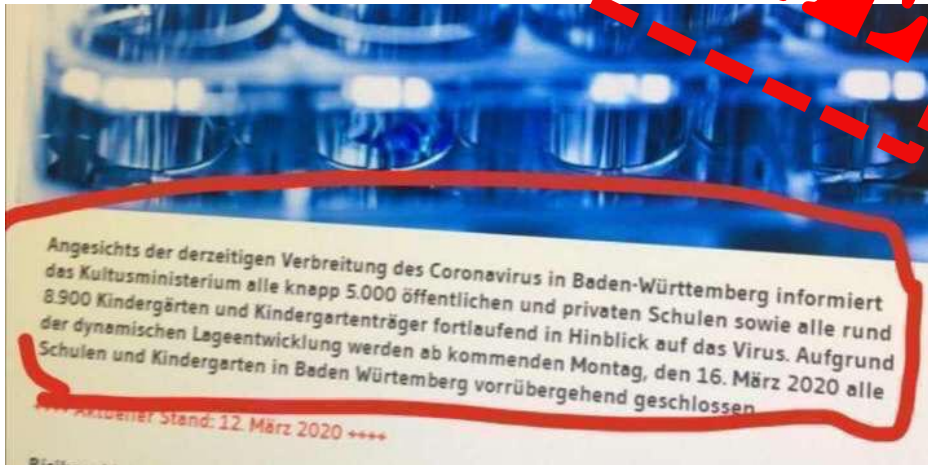 Angesichts der derzeitigen Verbreitung des Coronavirus in Baden-Württemberg informiert
das Kultusministerium alle knapp 5.000 öffentlichen und privaten Schulen sowie alle rund
8.900 Kindergärten und Kindergartenträger fortlaufend in Hinblick auf das Virus. Aufgrund
der dynamischen Lageentwicklung werden ab kommenden Montag, den 16. März 2020 alle
Schulen und Kindergarten in Baden Würtemberg vorrübergehend geschlossen
++++ Aktueller Stand: 12. März 2020 ++++